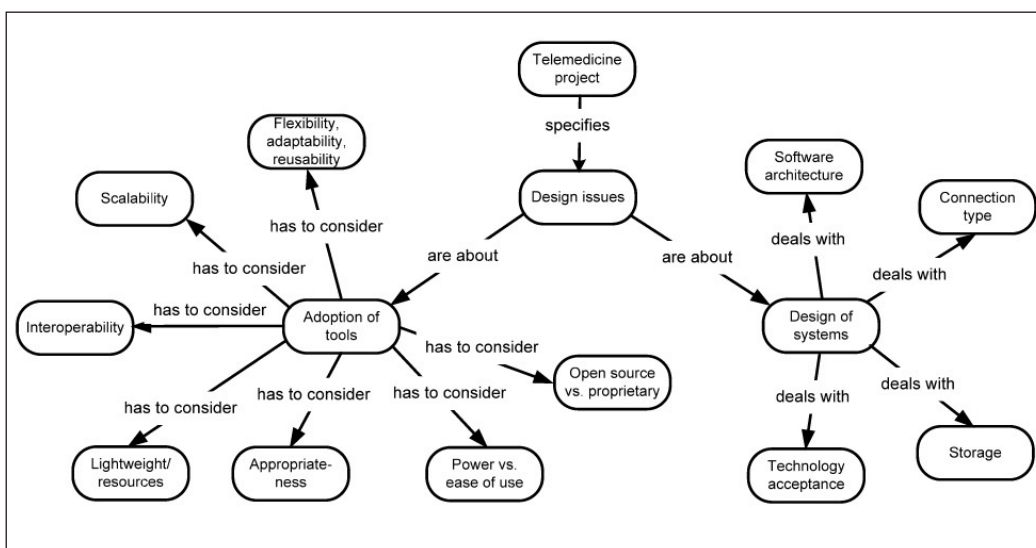 Telemedicine
project
specifies
Flexibility,
adaptability,
reusability
Software
architecture
Scalability
Design issues
Connection
type
has to consider
deals with
are about
are about
has to consider
deals with
has to consider
Interoperability
Adoption of
tools
Design of
systems
has to consider
Open source
vs. proprietary
has to consider
has to consider
has to consider
deals with
deals with
Lightweight/
resources
Appropriate-
ness
Power vs.
ease of use
Technology
acceptance
Storage